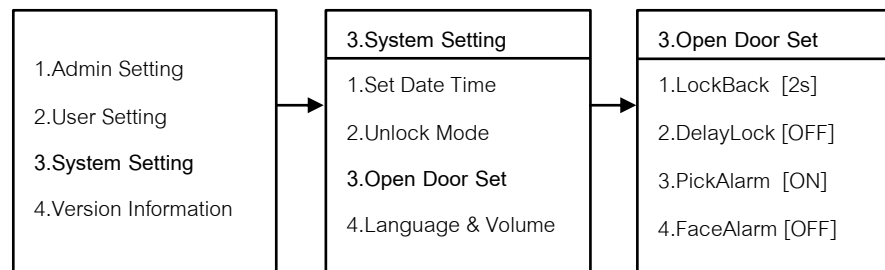 1.Admin Setting
2.User Setting
3.System Setting
4.Version Information
3.System Setting
1.Set Date Time
2.Unlock Mode
3.Open Door Set
4.Language & Volume
3.Open Door Set
1.LockBack [2s]
2.DelayLock [OFF]
3.PickAlarm [ON]
4.FaceAlarm [OFF]